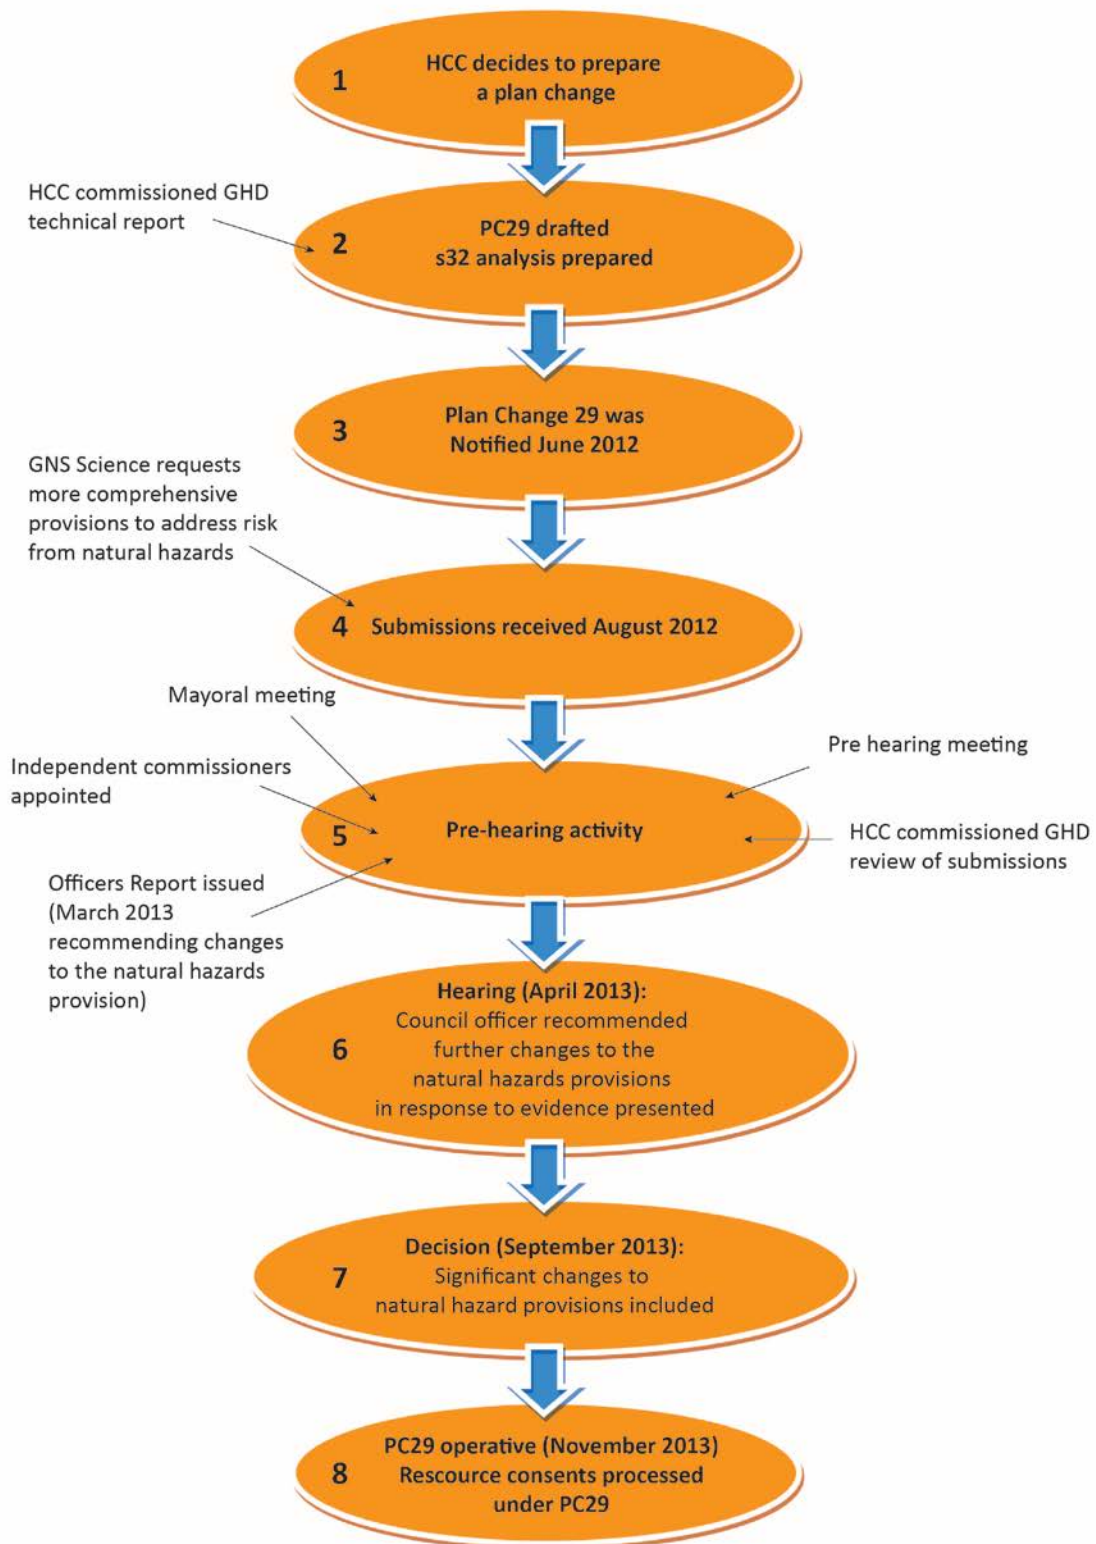 1
HCC decides to prepare
a plan change
HCC commissioned GHD
technical report
2
PC29 drafted
s32 analysis prepared
3
Plan Change 29 was
Notified June 2012
GNS Science requests
more comprehensive
provisions to address risk
from natural hazards
4
Submissions received August 2012
Mayoral meeting
Independent commissioners
appointed
Officers Report issued
(March 2013
recommending changes
to the natural hazards
provision)
5
Pre-hearing activity
Pre hearing meeting
HCC commissioned GHD
review of submissions
6
Hearing (April 2013):
Council officer recommended
further changes to the
natural hazards provisions
in response to evidence presented
7
Decision (September 2013):
Significant changes to
natural hazard provisions included
8
PC29 operative (November 2013)
Rescource consents processed
under PC29